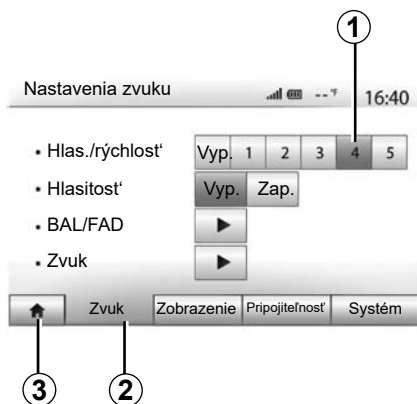 1
Nastavenia zvuku --°F 16:40
Hlas./rýchlosť Vyp. 1 2 3 4 5
Hlasitosť Vyp. Zap.
BAL/FAD
Zvuk
Zvuk Zobrazenie Pripojiteľnosť Systém
3 2